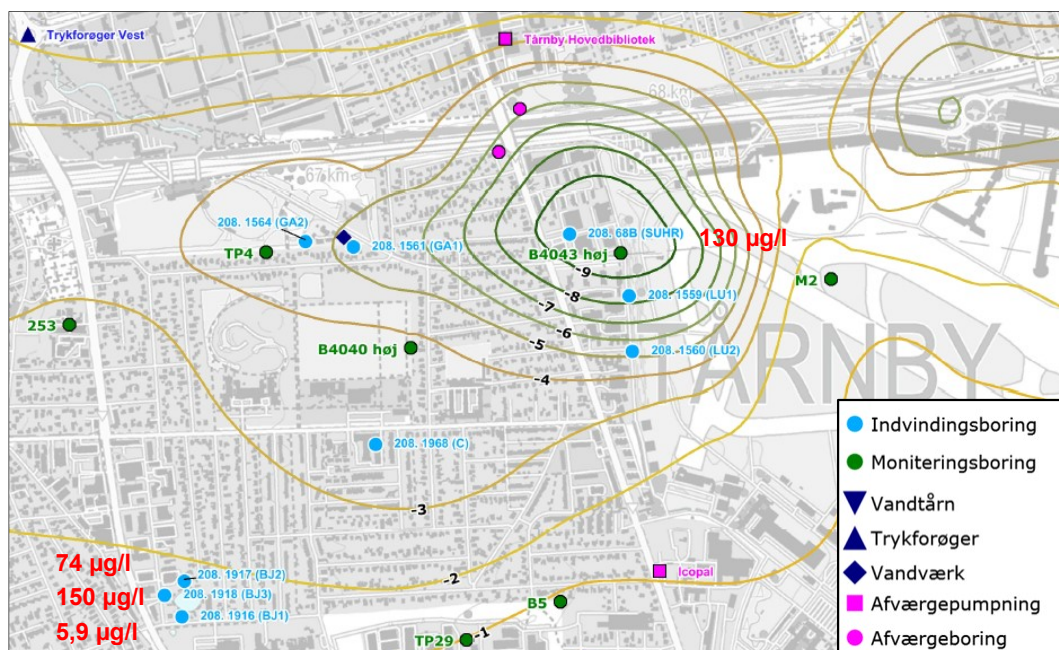 Trykforøger Vest
Tårnby Hovedbibliotek
68 km
67 km
208. 1564 (GA2)
208. 1561 (GA1)
TP4
208. 68B (SUHR)
130 µg/l
B4043 høj
-9
-8
-7
-6
-5
-4
208. 1559 (LU1)
M2
253
B4040 høj
208. 1560 (LU2)
TÅRNBY
208. 1968 (C)
-3
-2
-1
74 µg/l
150 µg/l
5,9 µg/l
208. 1917 (BJ2)
208. 1918 (BJ3)
208. 1916 (BJ1)
Icopal
B5
TP29
Indvindingsboring
Moniteringsboring
Vandtårn
Trykforøger
Vandværk
Afværgepumpning
Afværgeboring